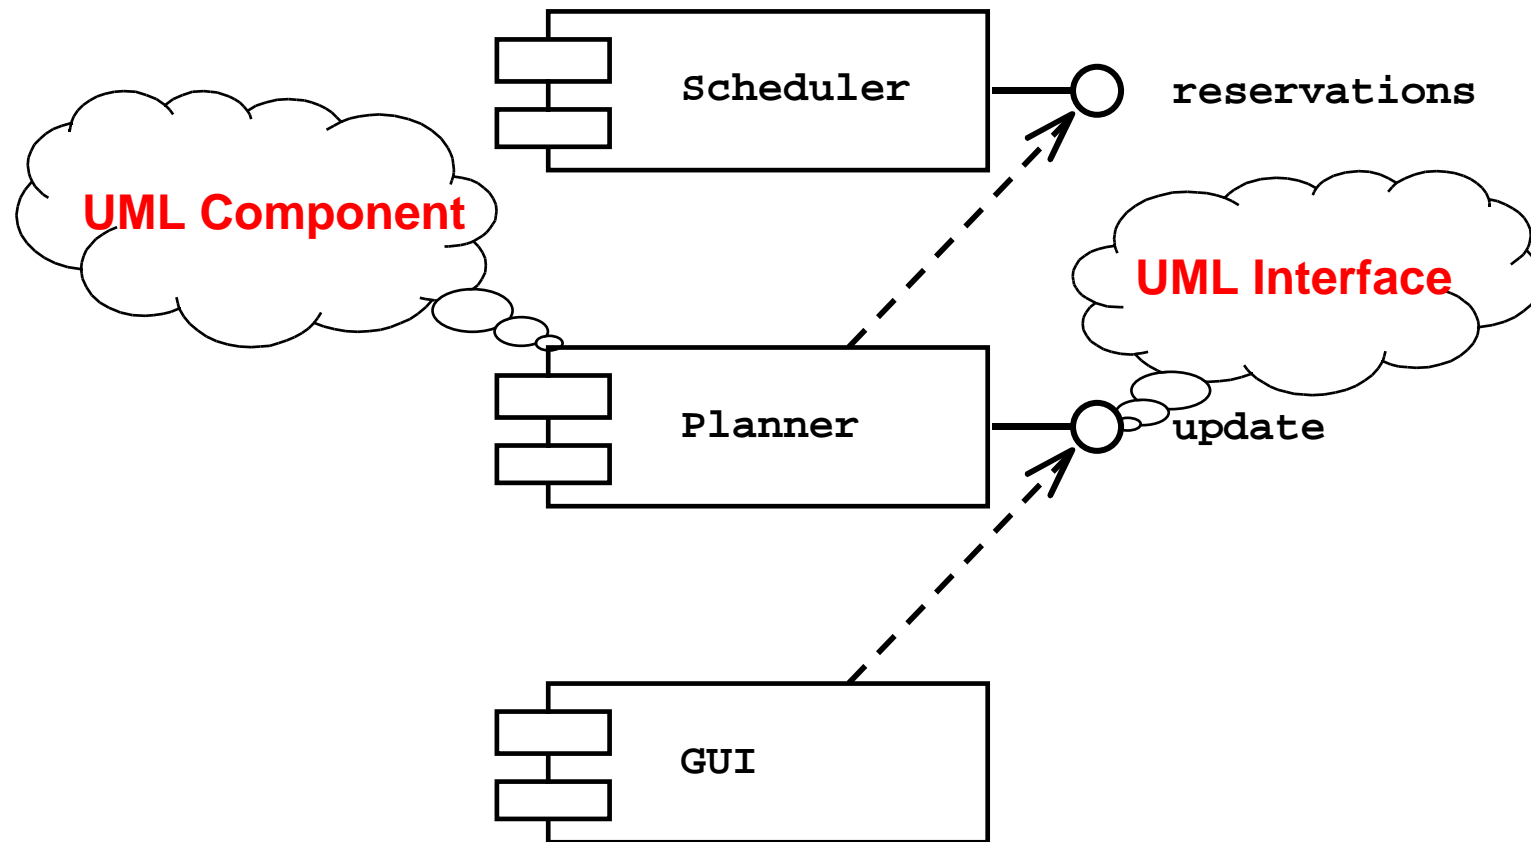 Scheduler
reservations
UML Component
UML Interface
Planner
update
GUI